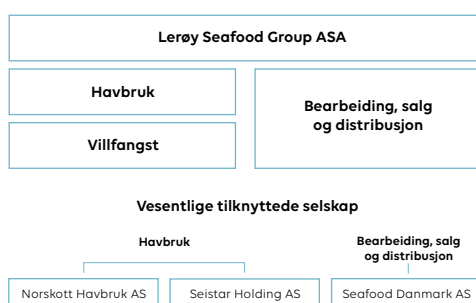 Lerøy Seafood Group ASA
Havbruk
Villfangst
Bearbeiding, salg
og distribusjon
Vesentlige tilknyttede selskap
Havbruk
Bearbeiding, salg
og distribusjon
Norskott Havbruk AS
Seistar Holding AS
Seafood Danmark AS